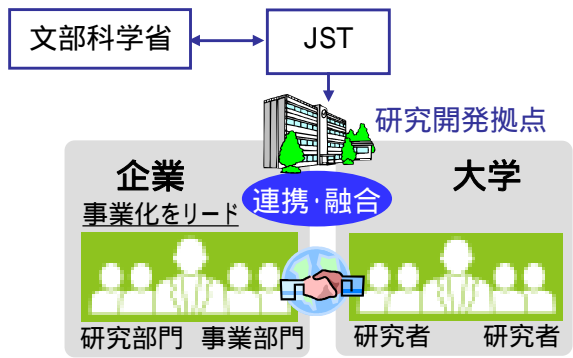 文部科学省
JST
研究開発拠点
企業
大学
事業化をリード
連携・融合
研究部門 事業部門
研究者 研究者